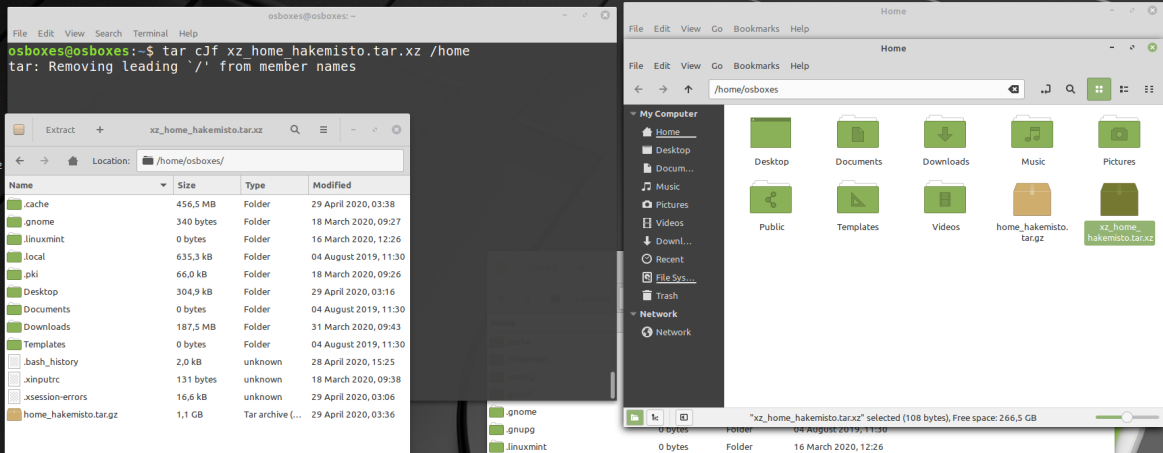 osboxes@osboxes: ~
File Edit View Search Terminal Help
osboxes@osboxes:~$ tar cJf xz_home_hakemisto.tar.xz /home
tar: Removing leading `/' from member names
Extract + xz_home_hakemisto.tar.xz
Location: /home/osboxes/
Name Size Type Modified
.cache 456,5 MB Folder 29 April 2020, 03:38
.gnome 340 bytes Folder 18 March 2020, 09:27
.linuxmint 0 bytes Folder 16 March 2020, 12:26
.local 635,3 kB Folder 04 August 2019, 11:30
.pki 66,0 kB Folder 18 March 2020, 09:26
Desktop 304,9 kB Folder 29 April 2020, 03:16
Documents 0 bytes Folder 04 August 2019, 11:30
Downloads 187,5 MB Folder 31 March 2020, 09:43
Templates 0 bytes Folder 04 August 2019, 11:30
.bash_history 2,0 kB unknown 28 April 2020, 15:25
.xinputrc 131 bytes unknown 18 March 2020, 09:38
.xsession-errors 16,6 kB unknown 29 April 2020, 03:06
home_hakemisto.tar.gz 1,1 GB Tar archive (... 29 April 2020, 03:36
Home
File Edit View Go Bookmarks Help
Home
File Edit View Go Bookmarks Help
/home/osboxes
My Computer
Home
Desktop
Docum...
Music
Pictures
Videos
Downl...
Recent
File Sys...
Trash
Network
Network
Desktop Documents Downloads Music Pictures
Public Templates Videos home_hakemisto. xz_home_
tar.gz hakemisto.tar.xz
"xz_home_hakemisto.tar.xz" selected (108 bytes), Free space: 266,5 GB
.gnome
.gnupg 0 bytes Folder 04 August 2019, 11:30
.linuxmint 0 bytes Folder 16 March 2020, 12:26